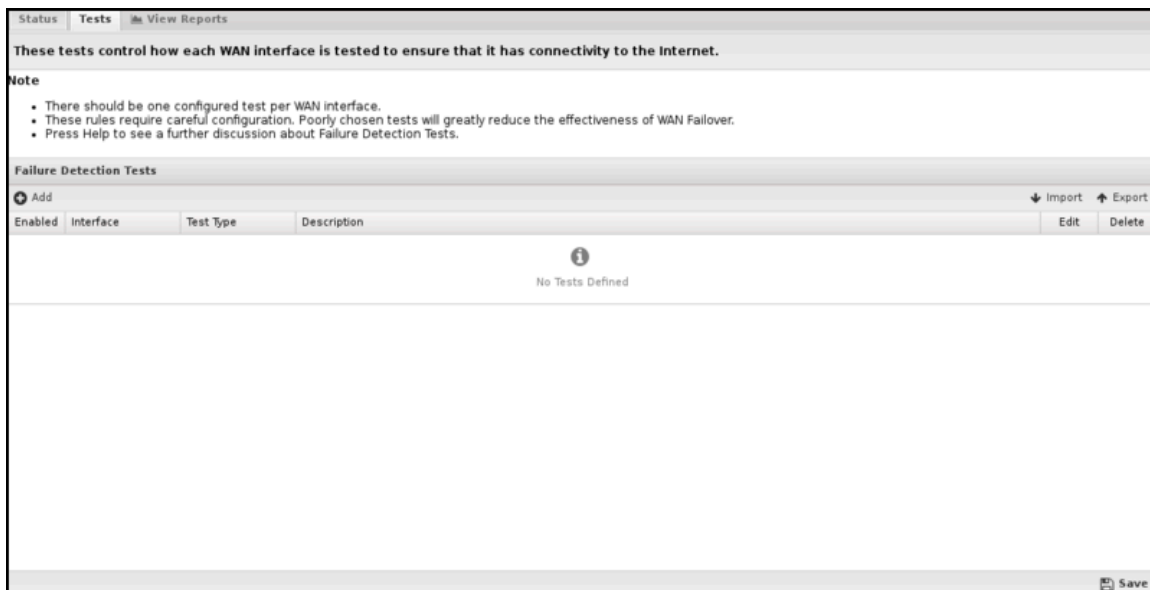 Status Tests View Reports
These tests control how each WAN interface is tested to ensure that it has connectivity to the Internet.
Note
• There should be one configured test per WAN interface.
• These rules require careful configuration. Poorly chosen tests will greatly reduce the effectiveness of WAN Failover.
• Press Help to see a further discussion about Failure Detection Tests.
Failure Detection Tests
Add Import Export
Enabled Interface Test Type Description Edit Delete
No Tests Defined
Save